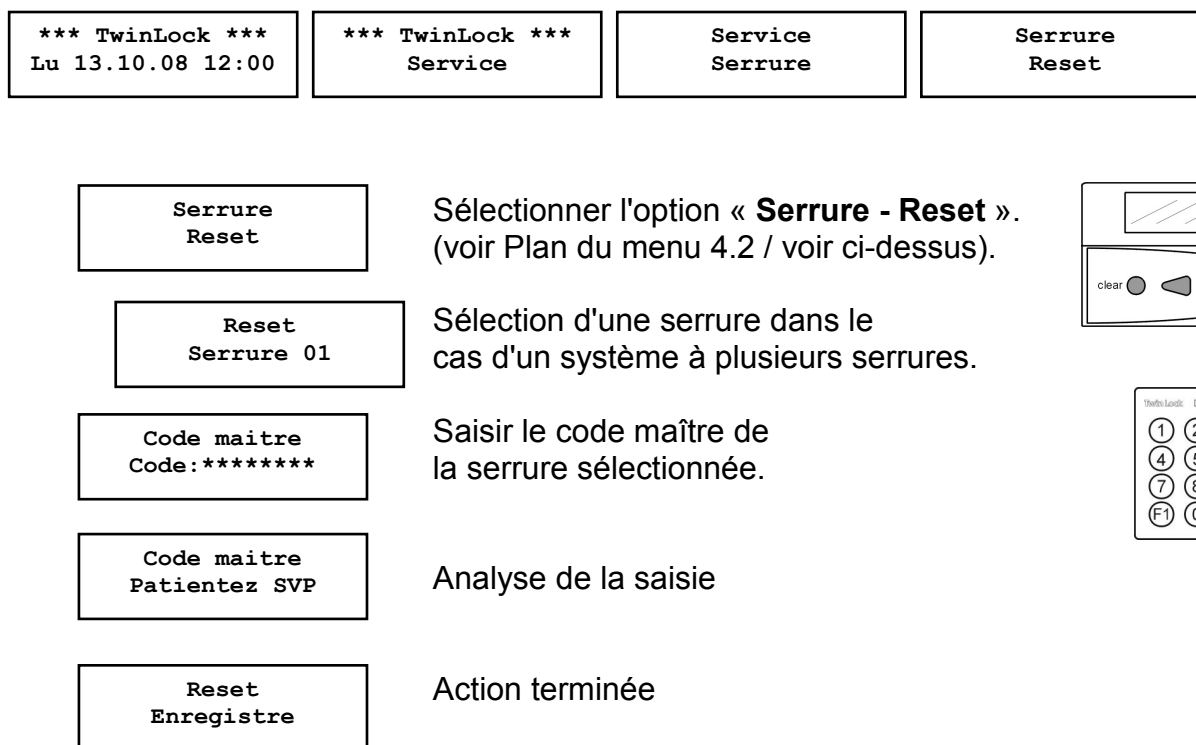 *** TwinLock ***
Lu 13.10.08 12:00
*** TwinLock ***
Service
Service
Serrure
Serrure
Reset
Serrure
Reset
Sélectionner l'option « Serrure - Reset ».
(voir Plan du menu 4.2 / voir ci-dessus).
clear
Reset
Serrure 01
Sélection d'une serrure dans le
cas d'un système à plusieurs serrures.
Code maitre
Code:********
Saisir le code maître de
la serrure sélectionnée.
TwinLock
1
4
7
F1
Code maitre
Patientez SVP
Analyse de la saisie
Reset
Enregistre
Action terminée